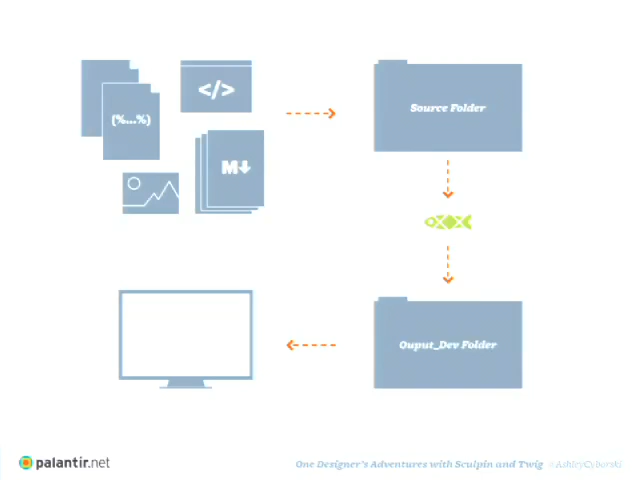 </>
(%...%)
M
Source Folder
Ouput_Dev Folder
palantir.net
One Designer's Adventures with Sculpin and Twig